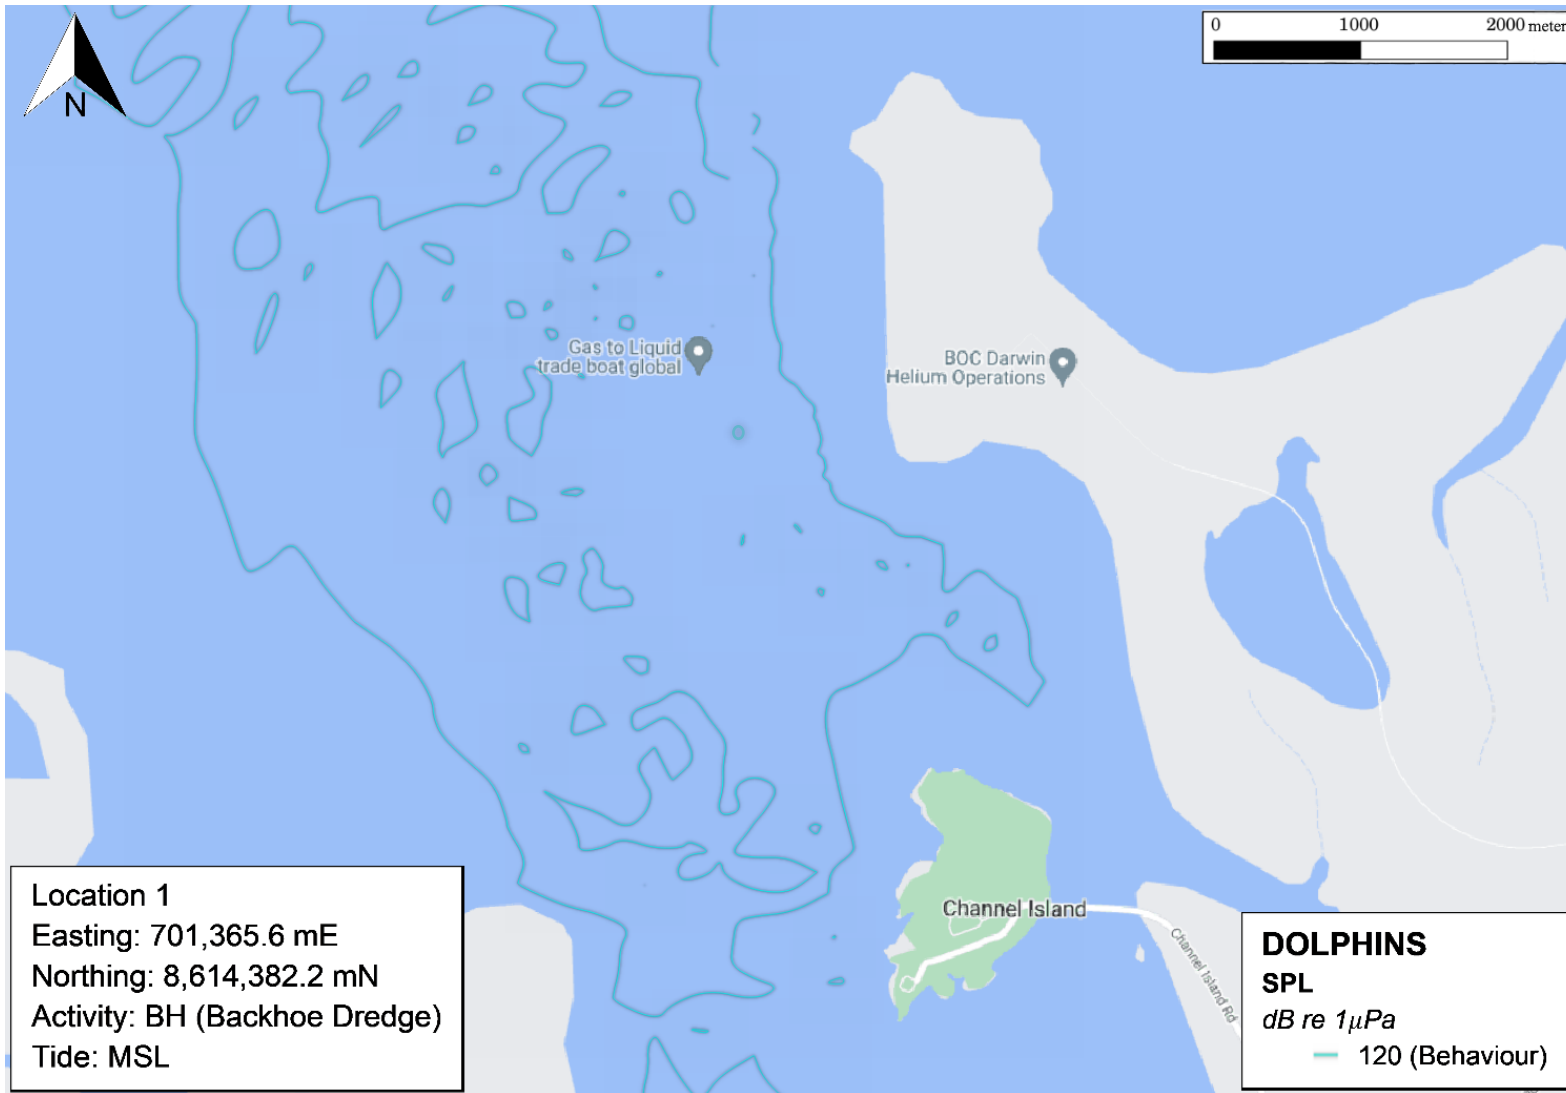 N
0 1000 2000 meter
Gas to Liquid
trade boat global
BOC Darwin
Helium Operations
Channel Island
Channel Island Rd
Location 1
Easting: 701,365.6 mE
Northing: 8,614,382.2 mN
Activity: BH (Backhoe Dredge)
Tide: MSL
DOLPHINS
SPL
dB re 1μPa
120 (Behaviour)